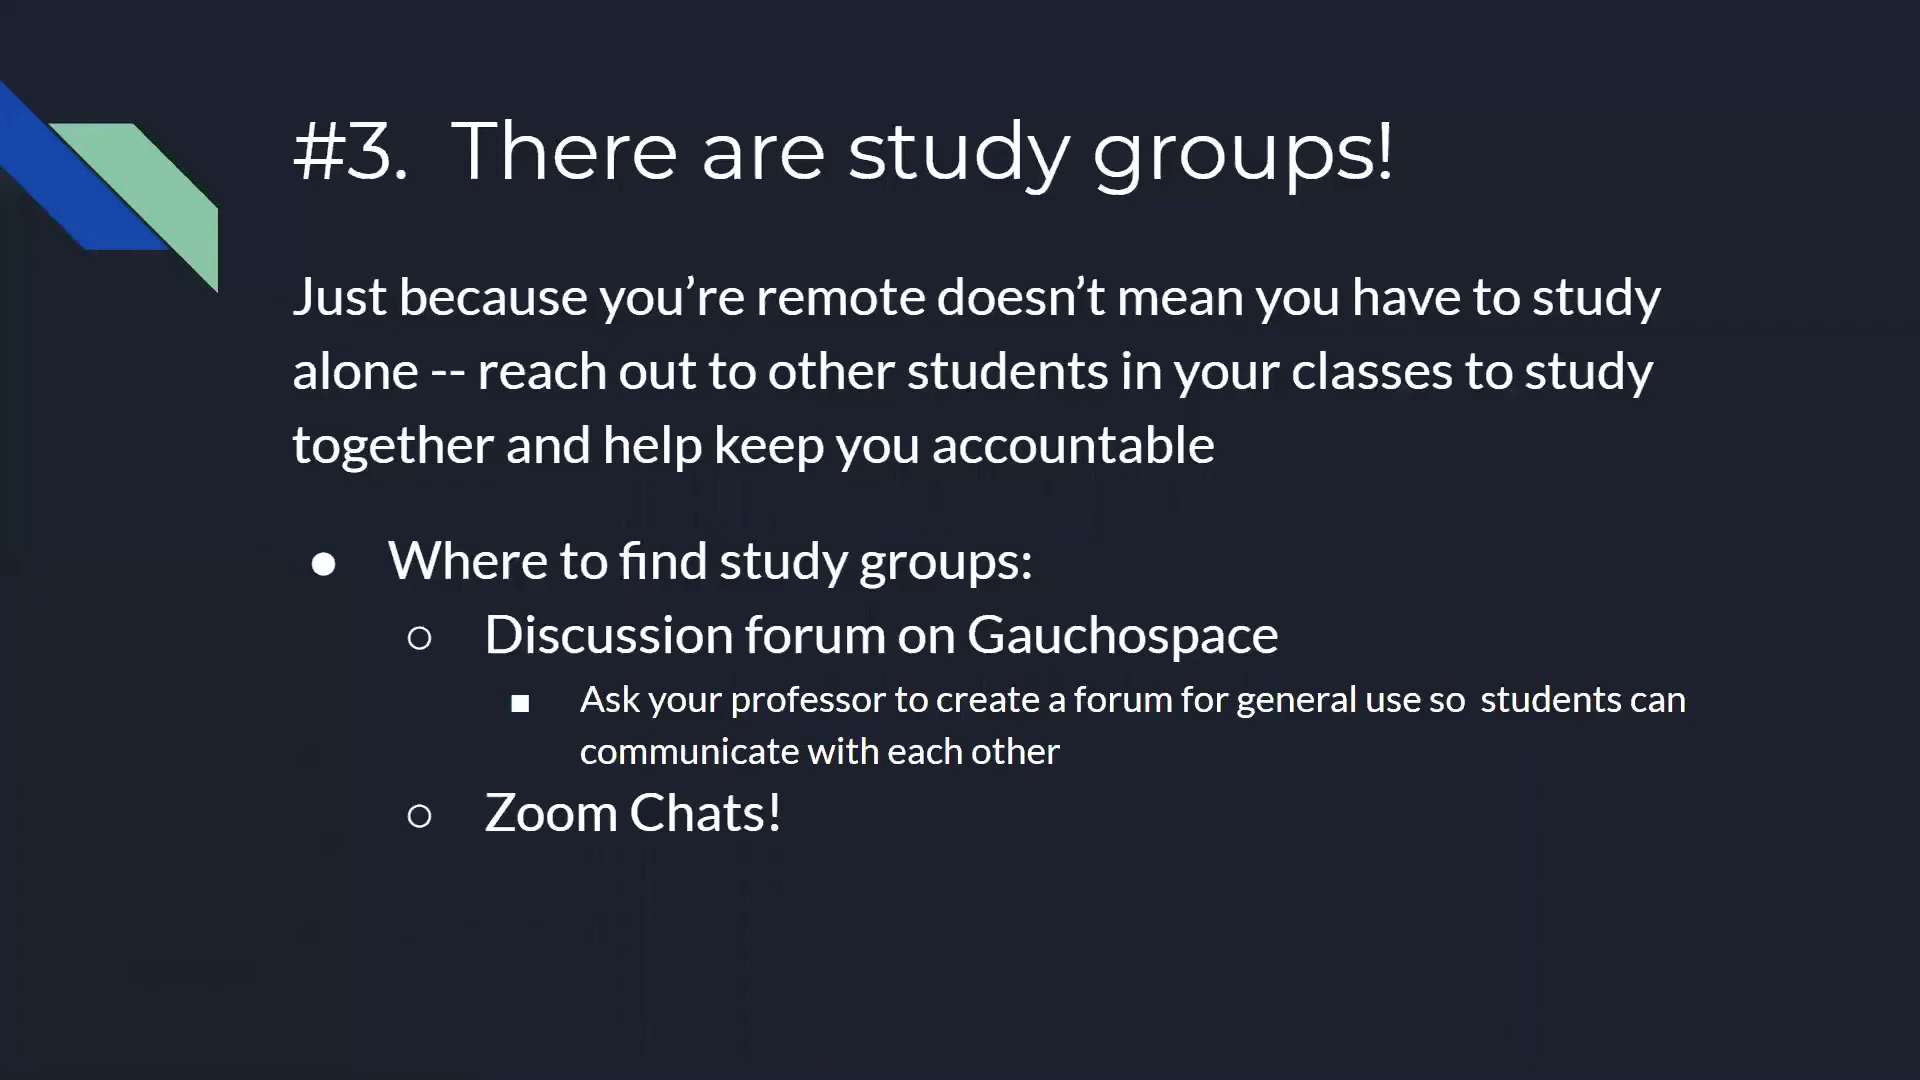 #3.  There are study groups!
Just because you’re remote doesn’t mean you have to study
alone -- reach out to other students in your classes to study
together and help keep you accountable
● Where to find study groups:
○ Discussion forum on Gauchospace
■ Ask your professor to create a forum for general use so  students can
communicate with each other
○ Zoom Chats!